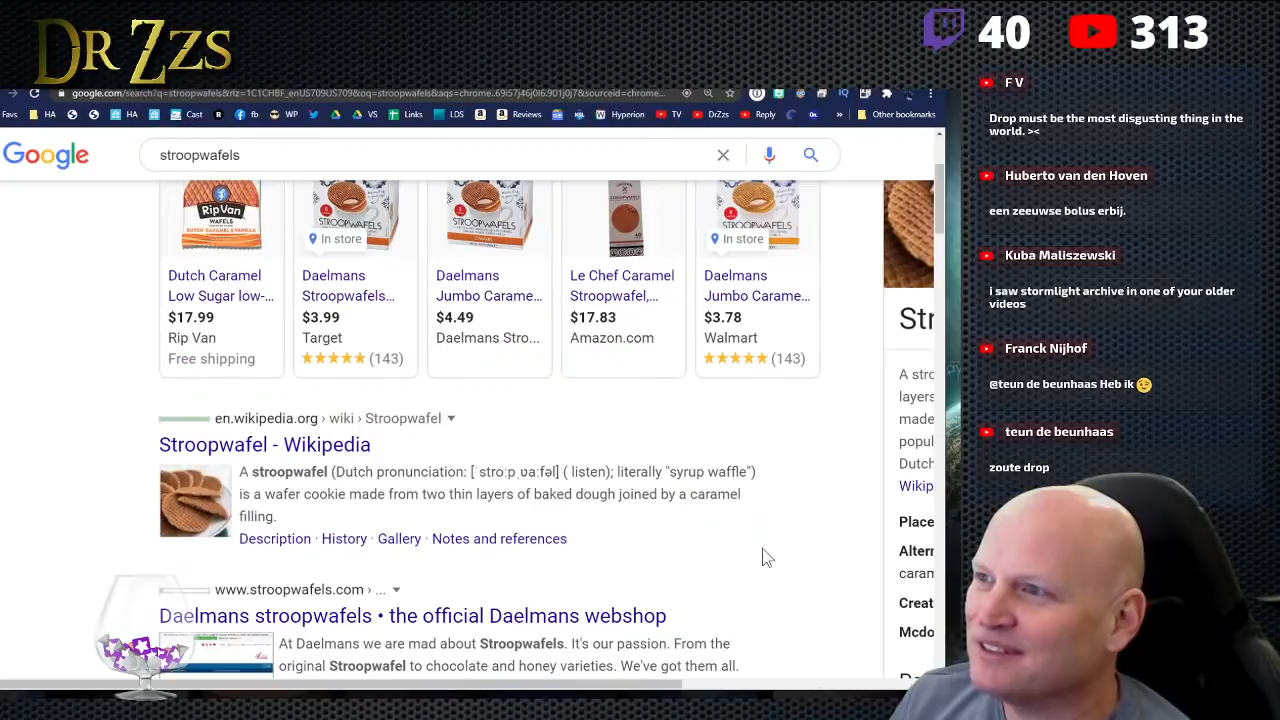 DR ZZS
40
313
google.com/search?q=stroopwafels&rlz=1C1CHBF_enUS709US709&oq=stroopwafels&aqs=chrome..69i57j46j0l6.901j0j7&sourceid=chrome...
Favs HA HA Cast fb WP VS Links LDS Reviews Hyperion TV DrZzs Reply » Other bookmarks
Google stroopwafels
In store
In store
Dutch Caramel
Low Sugar low-...
$17.99
Rip Van
Free shipping
Daelmans
Stroopwafels...
$3.99
Target
(143)
Daelmans
Jumbo Carame...
$4.49
Daelmans Stro...
Le Chef Caramel
Stroopwafel,...
$17.83
Amazon.com
Daelmans
Jumbo Carame...
$3.78
Walmart
(143)
RipVan
WAFELS
STROOPWAFELS
STROOPWAFELS
STROOPWAFELS
en.wikipedia.org › wiki › Stroopwafel
Stroopwafel - Wikipedia
A stroopwafel (Dutch pronunciation: [ˈstroːpˌʋaːfəl] ( listen); literally "syrup waffle")
is a wafer cookie made from two thin layers of baked dough joined by a caramel
filling.
Description · History · Gallery · Notes and references
www.stroopwafels.com › ...
Daelmans stroopwafels • the official Daelmans webshop
At Daelmans we are mad about Stroopwafels. It's our passion. From the
original Stroopwafel to chocolate and honey varieties. We've got them all.
Str
A stro
layers
made
popul
Dutch
Wikip
Place
Altern
caram
Creat
Mcdo
F V
Drop must be the most disgusting thing in the
world. ><
Huberto van den Hoven
een zeeuwse bolus erbij.
Kuba Maliszewski
i saw stormlight archive in one of your older
videos
Franck Nijhof
@teun de beunhaas Heb ik 😉
teun de beunhaas
zoute drop